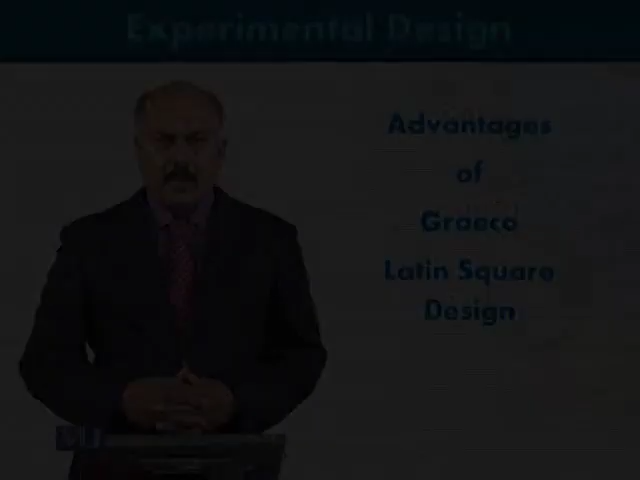 Experimental Design
Advantages
of
Graeco
Latin Square
Design